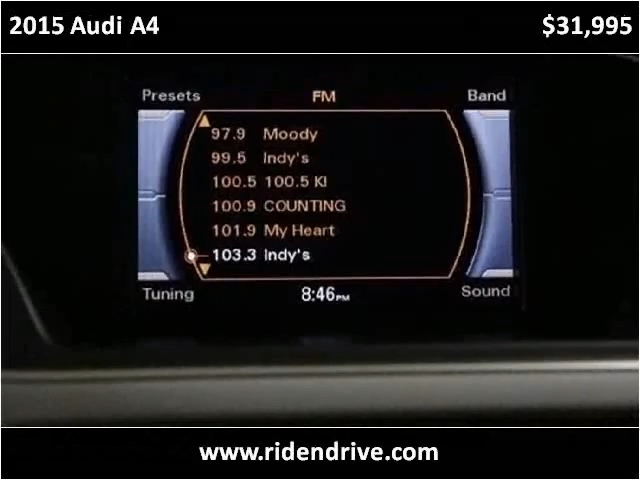 2015 Audi A4 $31,995
Presets FM Band
97.9 Moody
99.5 Indy's
100.5 100.5 KI
100.9 COUNTING
101.9 My Heart
103.3 Indy's
Tuning 8:46PM Sound
www.ridendrive.com